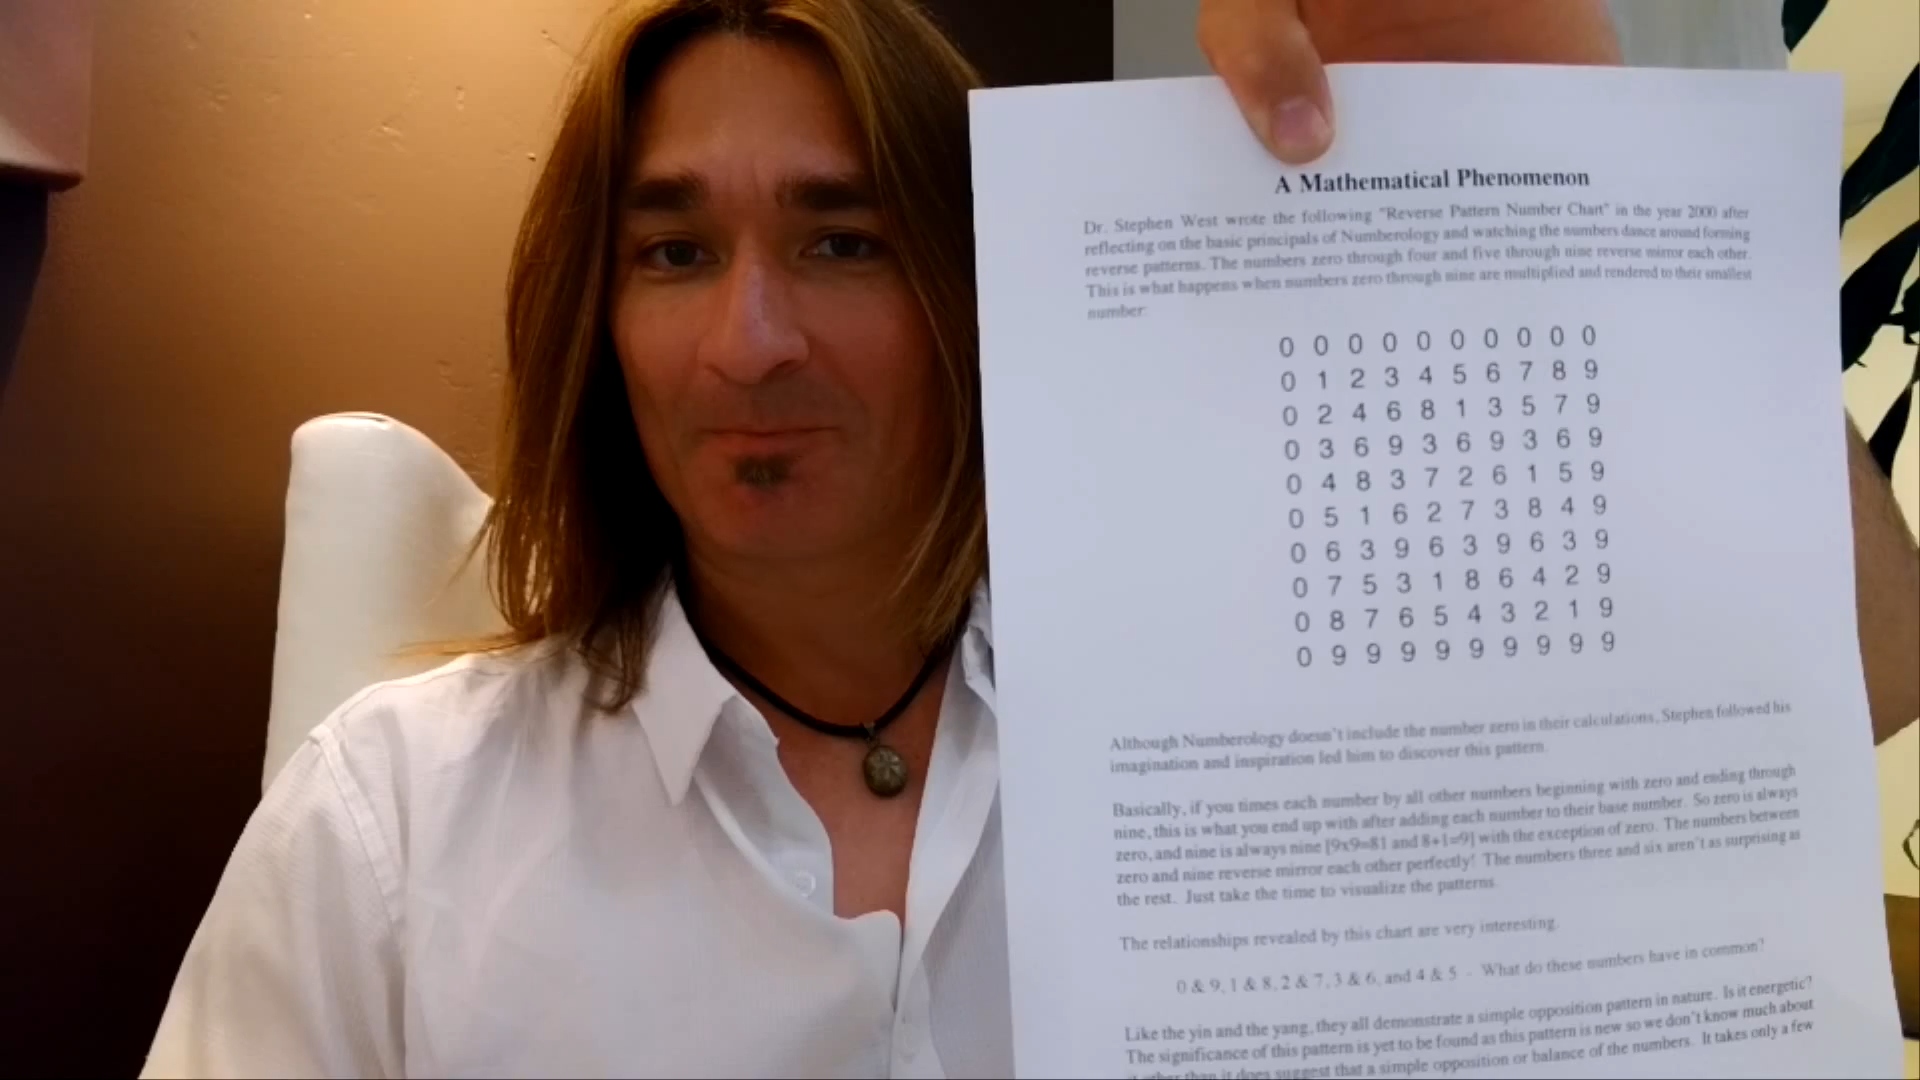 A Mathematical Phenomenon
Dr. Stephen West wrote the following "Reverse Pattern Number Chart" in the year 2000 after
reflecting on the basic principals of Numberology and watching the numbers dance around forming
reverse patterns. The numbers zero through four and five through nine reverse mirror each other.
This is what happens when numbers zero through nine are multiplied and rendered to their smallest
number:
0 0 0 0 0 0 0 0 0 0
0 1 2 3 4 5 6 7 8 9
0 2 4 6 8 1 3 5 7 9
0 3 6 9 3 6 9 3 6 9
0 4 8 3 7 2 6 1 5 9
0 5 1 6 2 7 3 8 4 9
0 6 3 9 6 3 9 6 3 9
0 7 5 3 1 8 6 4 2 9
0 8 7 6 5 4 3 2 1 9
0 9 9 9 9 9 9 9 9 9
Although Numberology doesn't include the number zero in their calculations, Stephen followed his
imagination and inspiration led him to discover this pattern.
Basically, if you times each number by all other numbers beginning with zero and ending through
nine, this is what you end up with after adding each number to their base number. So zero is always
zero, and nine is always nine [9x9=81 and 8+1=9] with the exception of zero. The numbers between
zero and nine reverse mirror each other perfectly! The numbers three and six aren't as surprising as
the rest. Just take the time to visualize the patterns.
The relationships revealed by this chart are very interesting.
0 & 9, 1 & 8, 2 & 7, 3 & 6, and 4 & 5 - What do these numbers have in common?
Like the yin and the yang, they all demonstrate a simple opposition pattern in nature. Is it energetic?
The significance of this pattern is yet to be found as this pattern is new so we don't know much about
it other than it does suggest that a simple opposition or balance of the numbers. It takes only a few